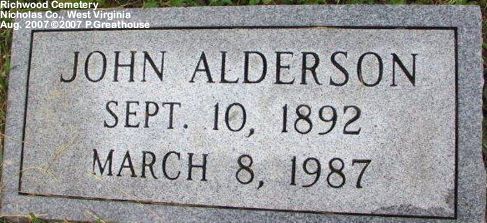 Richwood Cemetery
Nicholas Co., West Virginia
Aug. 2007 ©2007 P.Greathouse
JOHN ALDERSON
SEPT. 10, 1892
MARCH 8, 1987